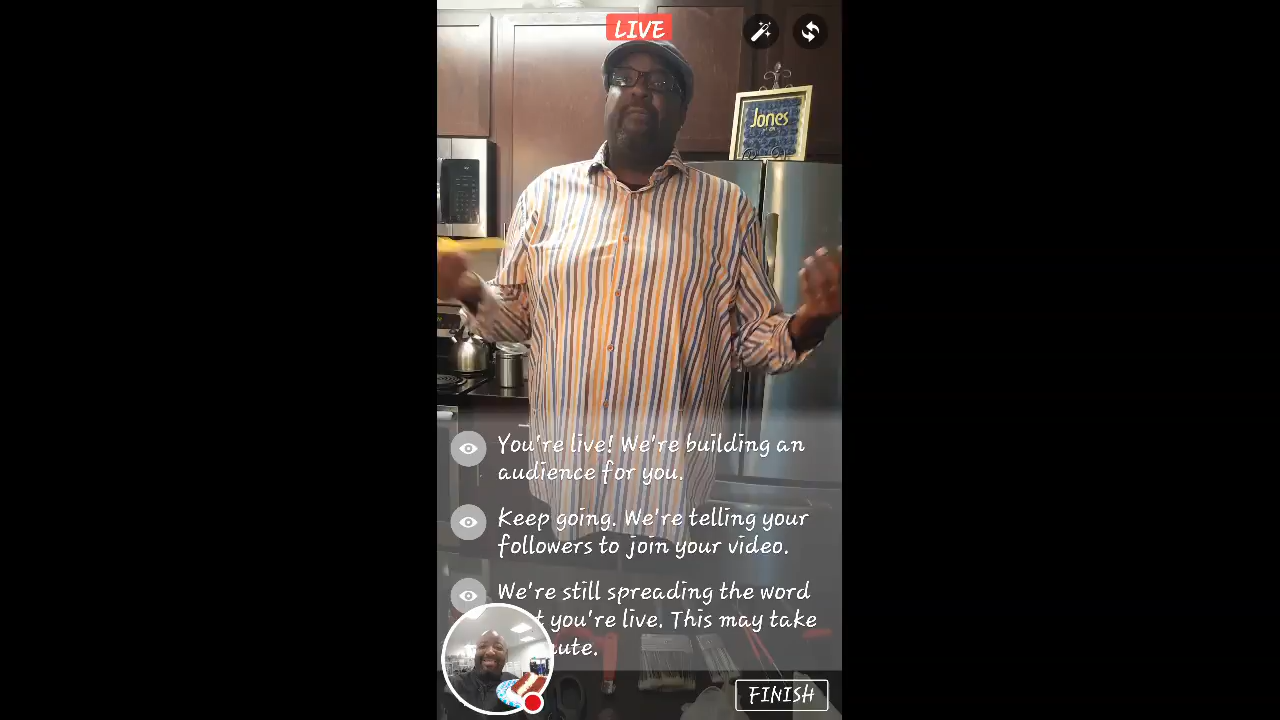 LIVE
Jones
You're live! We're building an
audience for you.
Keep going. We're telling your
followers to join your video.
We're still spreading the word
you're live. This may take
FINISH